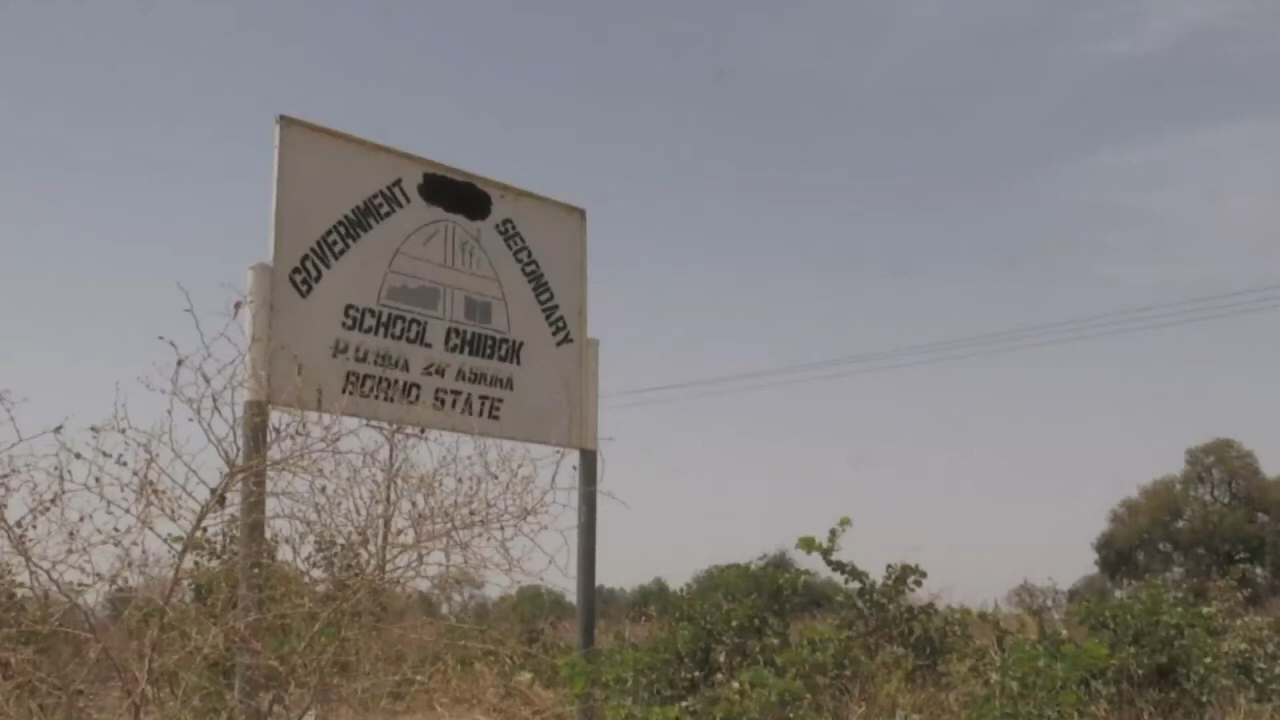 GOVERNMENT
SECONDARY
SCHOOL CHIBOK
P.O.BOX 24 ASKIRA
BORNO STATE